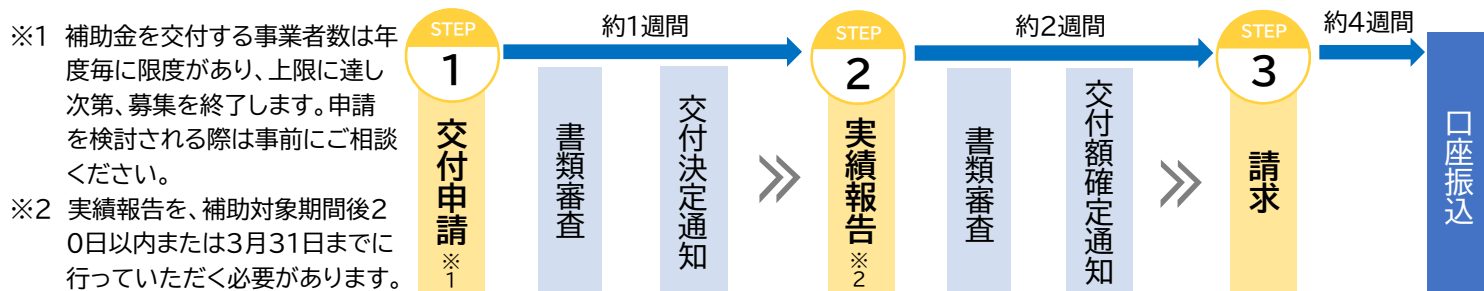 ※1 補助金を交付する事業者数は年
度毎に限度があり、上限に達し
次第、募集を終了します。申請
を検討される際は事前にご相談
ください。
※2 実績報告を、補助対象期間後2
0日以内または3月31日までに
行っていただく必要があります。
STEP
1
交付申請
※1
約1週間
書類審査
交付決定通知
STEP
2
実績報告
※2
約2週間
書類審査
交付額確定通知
STEP
3
請求
約4週間
口座振込